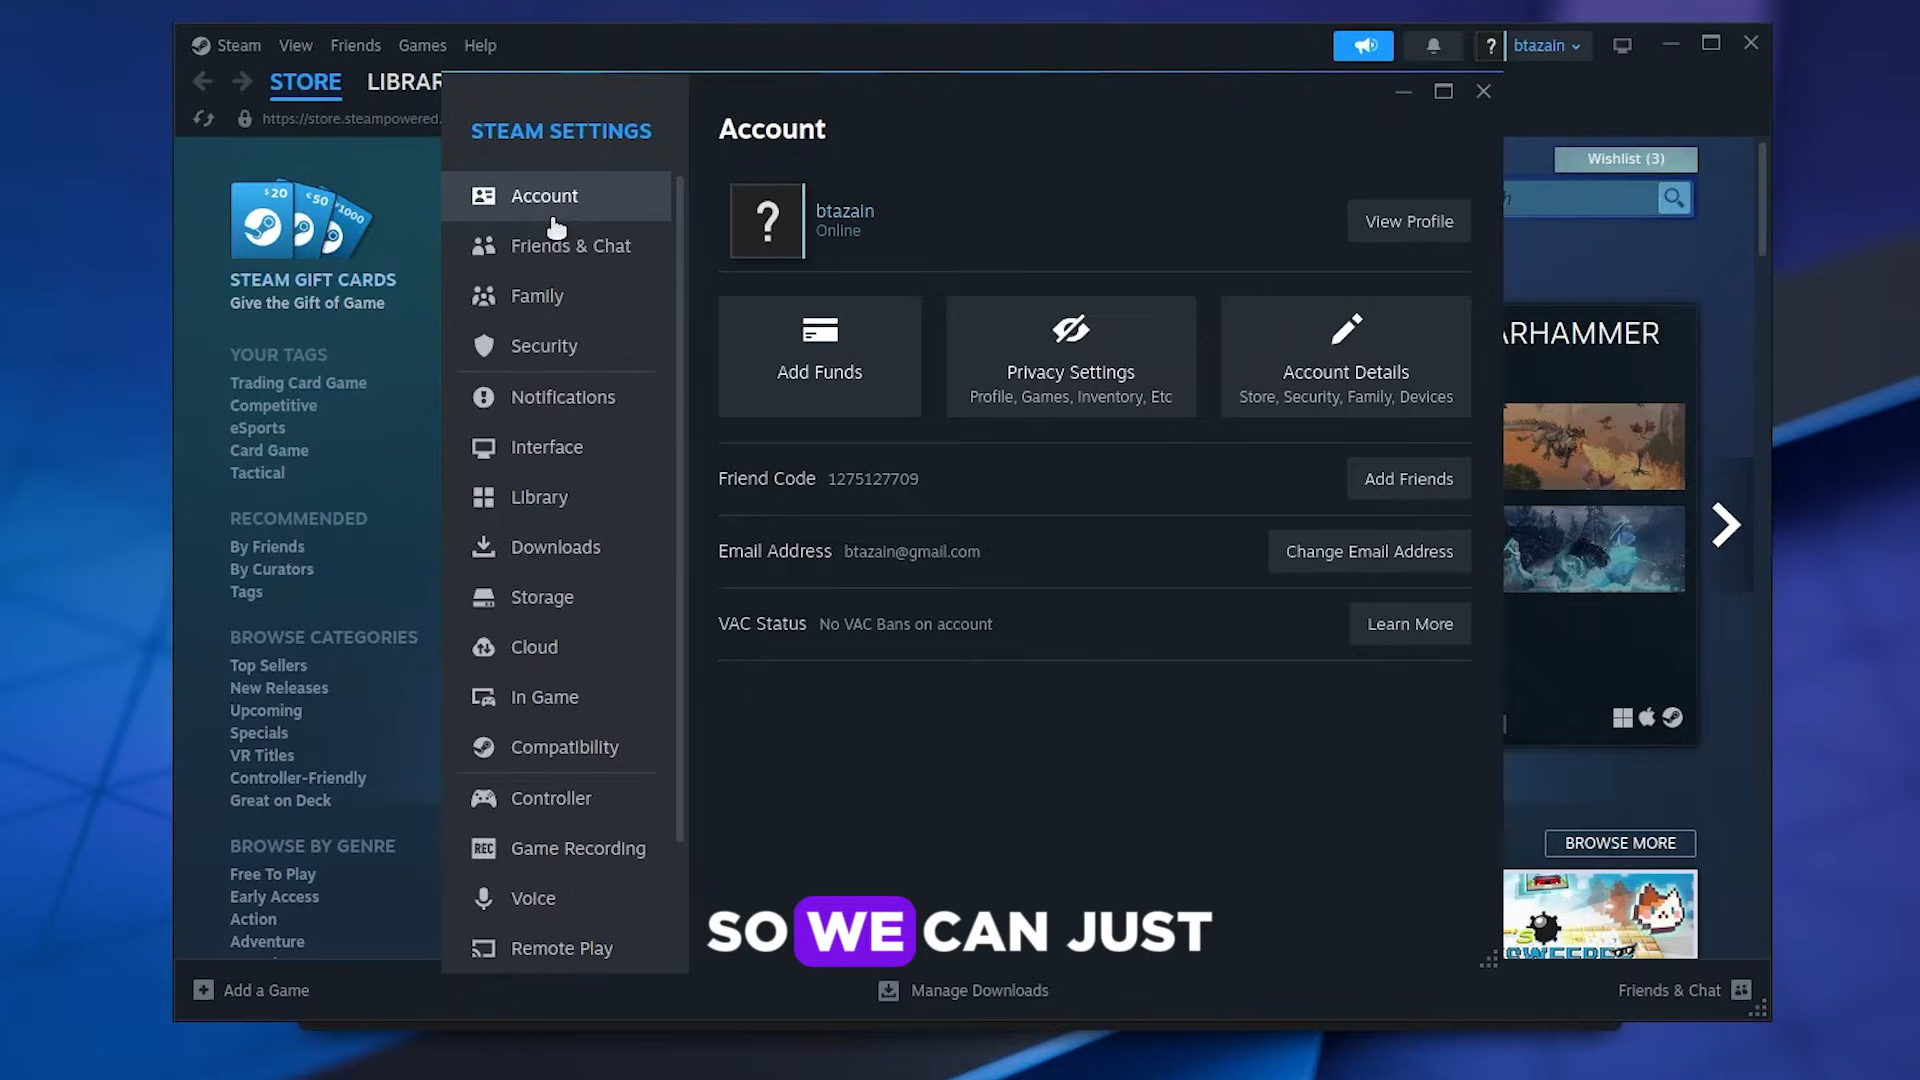 Steam View Friends Games Help
? btazain
STORE LIBRAR
https://store.steampowered.
Wishlist (3)
$20 €50 ¥1000
STEAM GIFT CARDS
Give the Gift of Game
YOUR TAGS
Trading Card Game
Competitive
eSports
Card Game
Tactical
RECOMMENDED
By Friends
By Curators
Tags
BROWSE CATEGORIES
Top Sellers
New Releases
Upcoming
Specials
VR Titles
Controller-Friendly
Great on Deck
BROWSE BY GENRE
Free To Play
Early Access
Action
Adventure
STEAM SETTINGS
Account
Friends & Chat
Family
Security
Notifications
Interface
Library
Downloads
Storage
Cloud
In Game
Compatibility
Controller
REC Game Recording
Voice
Remote Play
Account
?
btazain
Online
View Profile
Add Funds
Privacy Settings
Profile, Games, Inventory, Etc
Account Details
Store, Security, Family, Devices
Friend Code 1275127709
Add Friends
Email Address btazain@gmail.com
Change Email Address
VAC Status No VAC Bans on account
Learn More
ARHAMMER
BROWSE MORE
SO WE CAN JUST
Add a Game
Manage Downloads
Friends & Chat